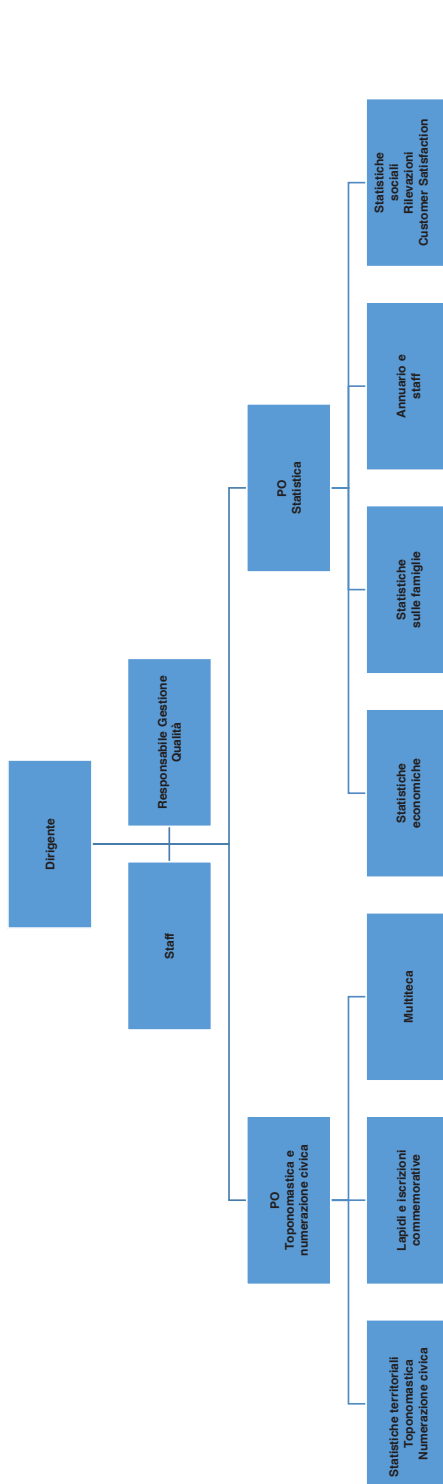 Dirigente
Staff
Responsabile Gestione
Qualità
PO
Toponomastica e
numerazione civica
PO
Statistica
Statistiche territoriali
Toponomastica
Numerazione civica
Lapidi e iscrizioni
commemorative
Multiteca
Statistiche
economiche
Statistiche
sulle famiglie
Annuario e
staff
Statistiche
sociali
Rilevazioni
Customer Satisfaction